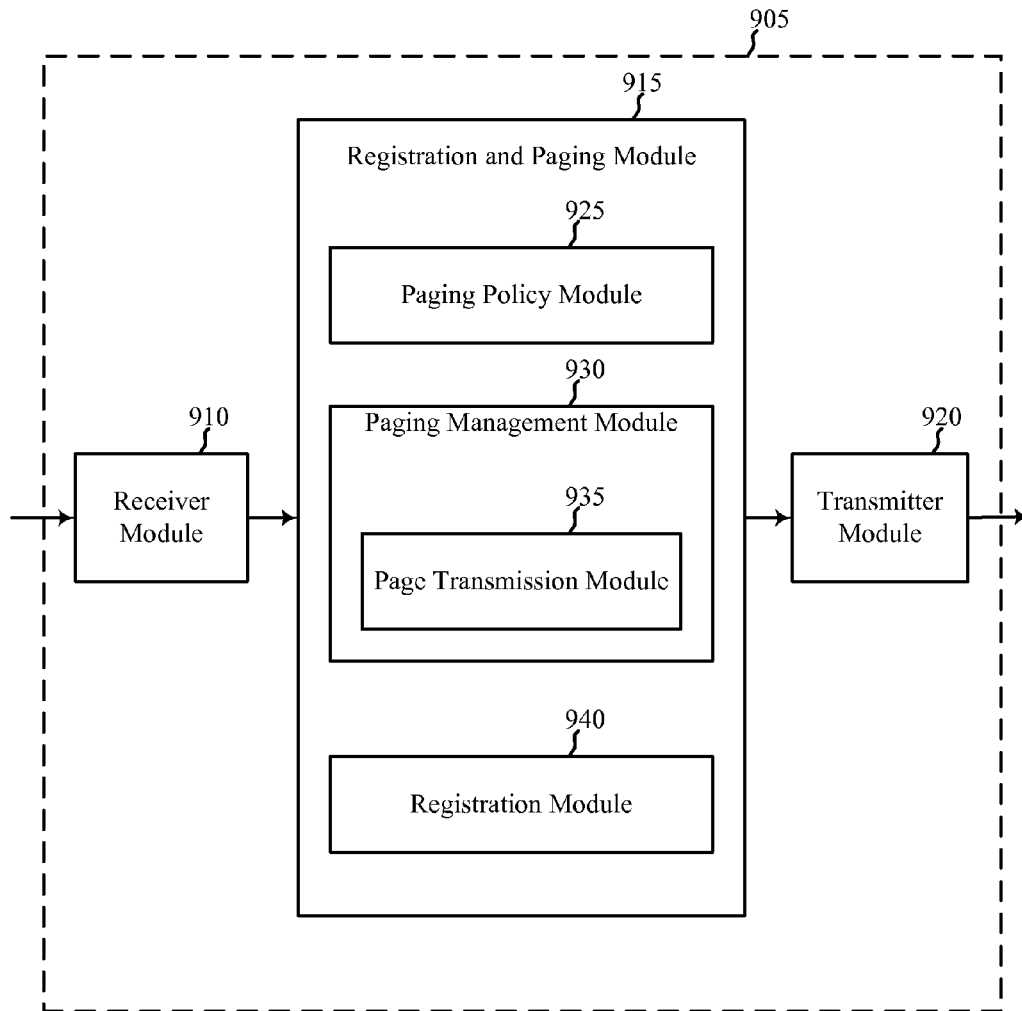 905
915
Registration and Paging Module
925
Paging Policy Module
930
Paging Management Module
910
920
Receiver
Module
935
Transmitter
Module
Page Transmission Module
940
Registration Module